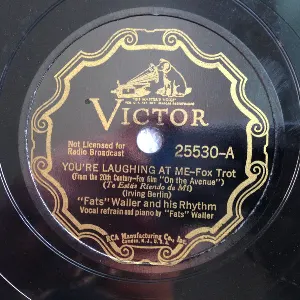 "HIS MASTER'S VOICE"
VICTOR
Not Licensed for
Radio Broadcast
25530-A
YOU'RE LAUGHING AT ME—Fox Trot
(From the 20th Century-Fox film "On the Avenue")
(Te Estás Riendo de Mí)
(Irving Berlin)
"Fats" Waller and his Rhythm
Vocal refrain and piano by "Fats" Waller
RCA Manufacturing Co., Inc.
Camden, N.J., U.S.A.